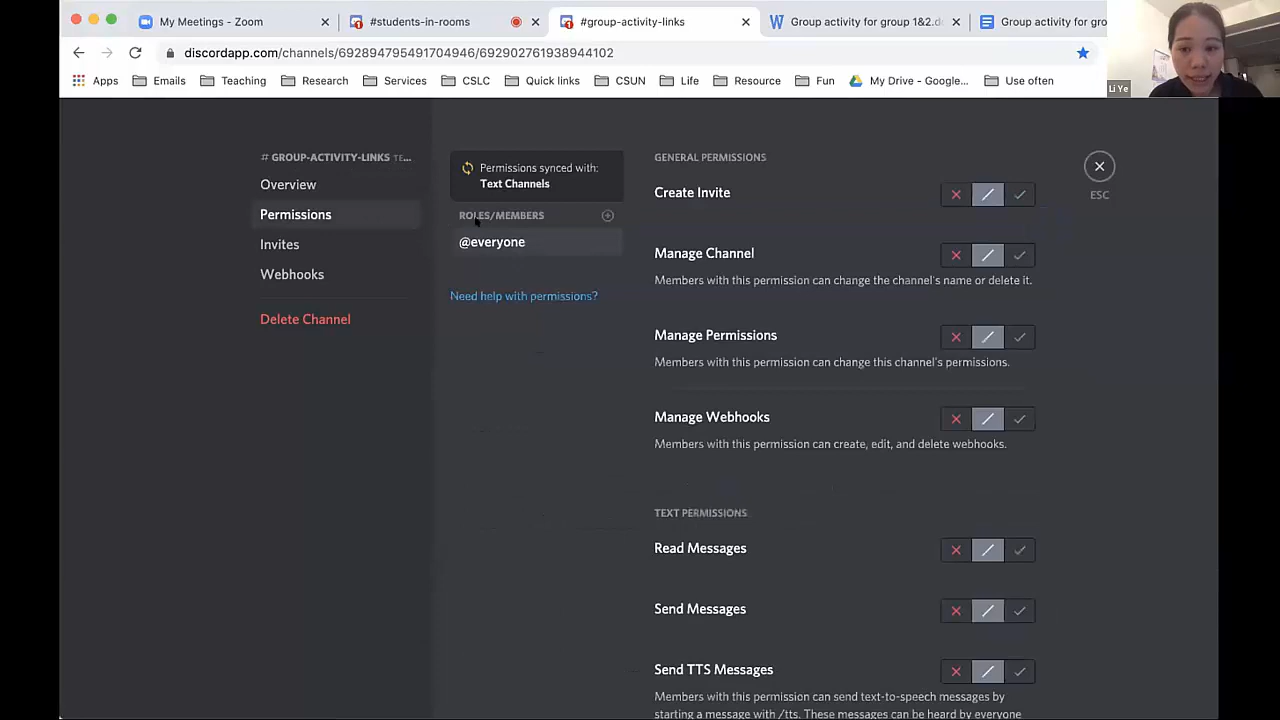 My Meetings - Zoom
#students-in-rooms
#group-activity-links
Group activity for group 1&2.d
Group activity for gro
discordapp.com/channels/692894795491704946/692902761938944102
Apps Emails Teaching Research Services CSLC Quick links CSUN Life Resource Fun My Drive - Google... Use often
Li Ye
# GROUP-ACTIVITY-LINKS TE...
Overview
Permissions
Invites
Webhooks
Delete Channel
Permissions synced with:
Text Channels
ROLES/MEMBERS
@everyone
Need help with permissions?
GENERAL PERMISSIONS
Create Invite
Manage Channel
Members with this permission can change the channel's name or delete it.
Manage Permissions
Members with this permission can change this channel's permissions.
Manage Webhooks
Members with this permission can create, edit, and delete webhooks.
TEXT PERMISSIONS
Read Messages
Send Messages
Send TTS Messages
Members with this permission can send text-to-speech messages by
starting a message with /tts. These messages can be heard by everyone
ESC